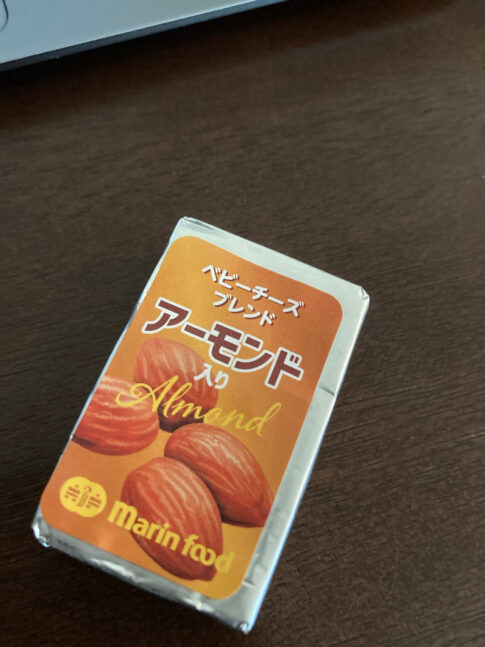 ベビーチーズ
ブレンド
アーモンド
入り
Almond
marin food